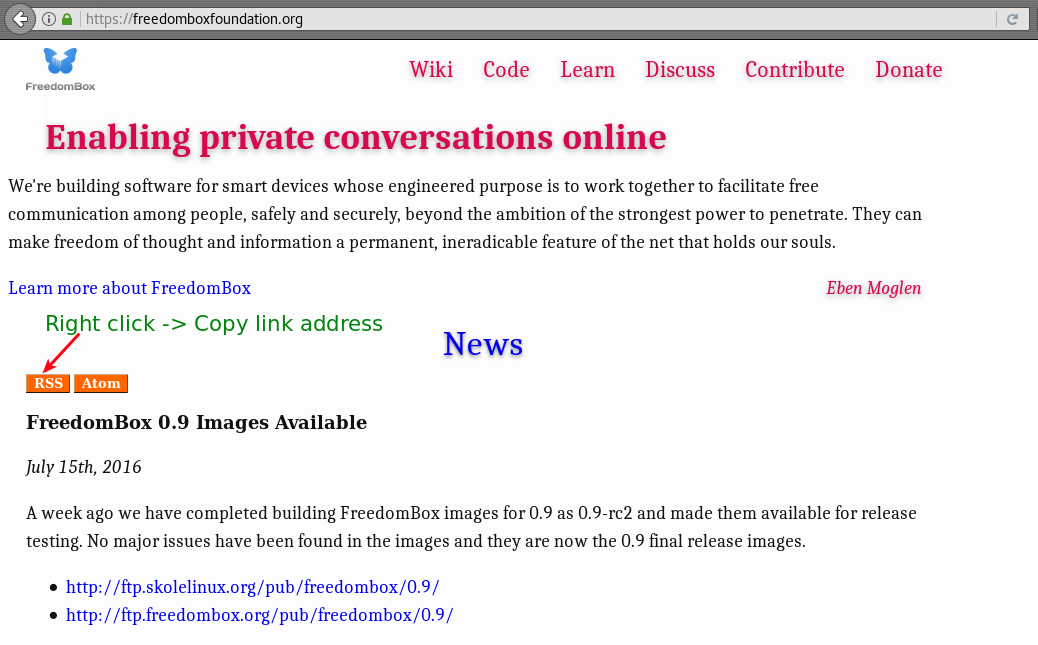 https://freedomboxfoundation.org
FreedomBox
Wiki Code Learn Discuss Contribute Donate
Enabling private conversations online
We're building software for smart devices whose engineered purpose is to work together to facilitate free
communication among people, safely and securely, beyond the ambition of the strongest power to penetrate. They can
make freedom of thought and information a permanent, ineradicable feature of the net that holds our souls.
Learn more about FreedomBox Eben Moglen
Right click -> Copy link address
News
RSS Atom
FreedomBox 0.9 Images Available
July 15th, 2016
A week ago we have completed building FreedomBox images for 0.9 as 0.9-rc2 and made them available for release
testing. No major issues have been found in the images and they are now the 0.9 final release images.
• http://ftp.skolelinux.org/pub/freedombox/0.9/
• http://ftp.freedombox.org/pub/freedombox/0.9/